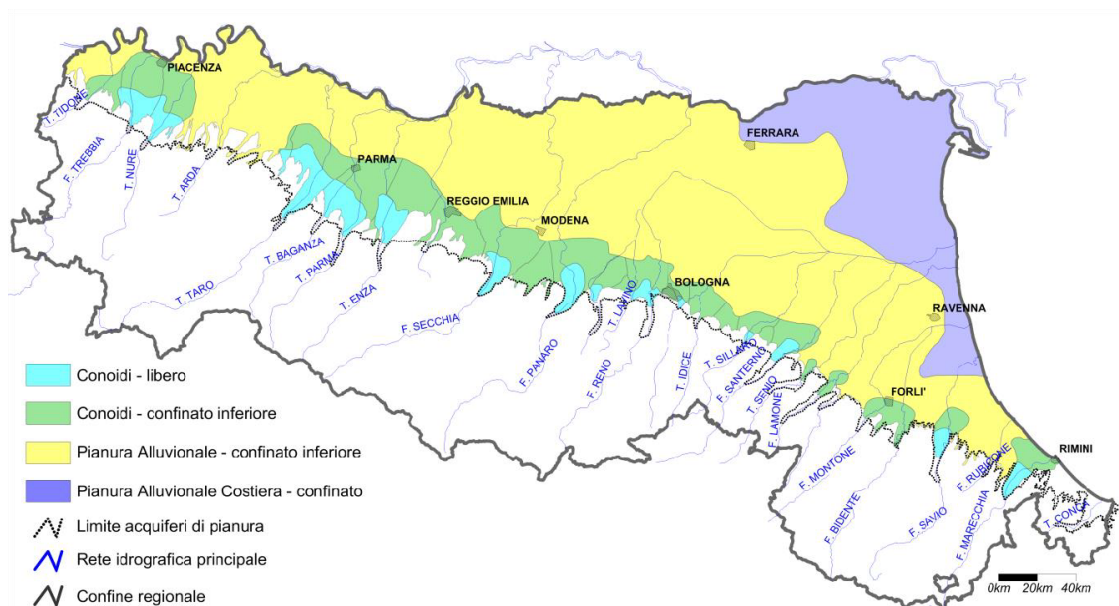 PIACENZA
T. TIDONE
F. TREBBIA
T. NURE
T. ARDA
FERRARA
PARMA
REGGIO EMILIA
MODENA
T. BAGANZA
T. PARMA
T. TARO
T. ENZA
F. SECCHIA
BOLOGNA
T. LAVINO
F. PANARO
F. RENO
T. IDICE
T. SILLARO
F. SANTERNO
T. SENIO
F. LAMONE
RAVENNA
FORLI'
F. MONTONE
F. BIDENTE
F. SAVIO
F. RUBICONE
F. MARECCHIA
RIMINI
T. CONCA
Conoidi - libero
Conoidi - confinato inferiore
Pianura Alluvionale - confinato inferiore
Pianura Alluvionale Costiera - confinato
Limite acquiferi di pianura
Rete idrografica principale
Confine regionale
0km 20km 40km